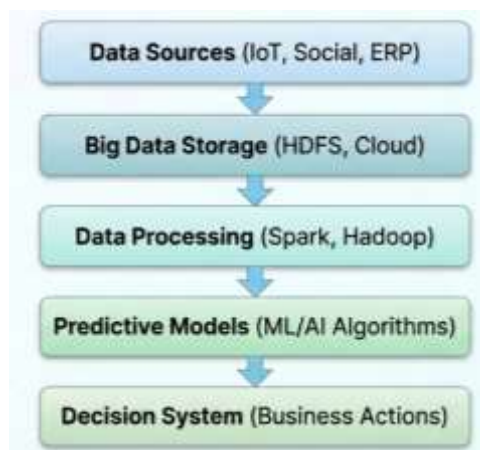 Data Sources (IoT, Social, ERP)
Big Data Storage (HDFS, Cloud)
Data Processing (Spark, Hadoop)
Predictive Models (ML/AI Algorithms)
Decision System (Business Actions)